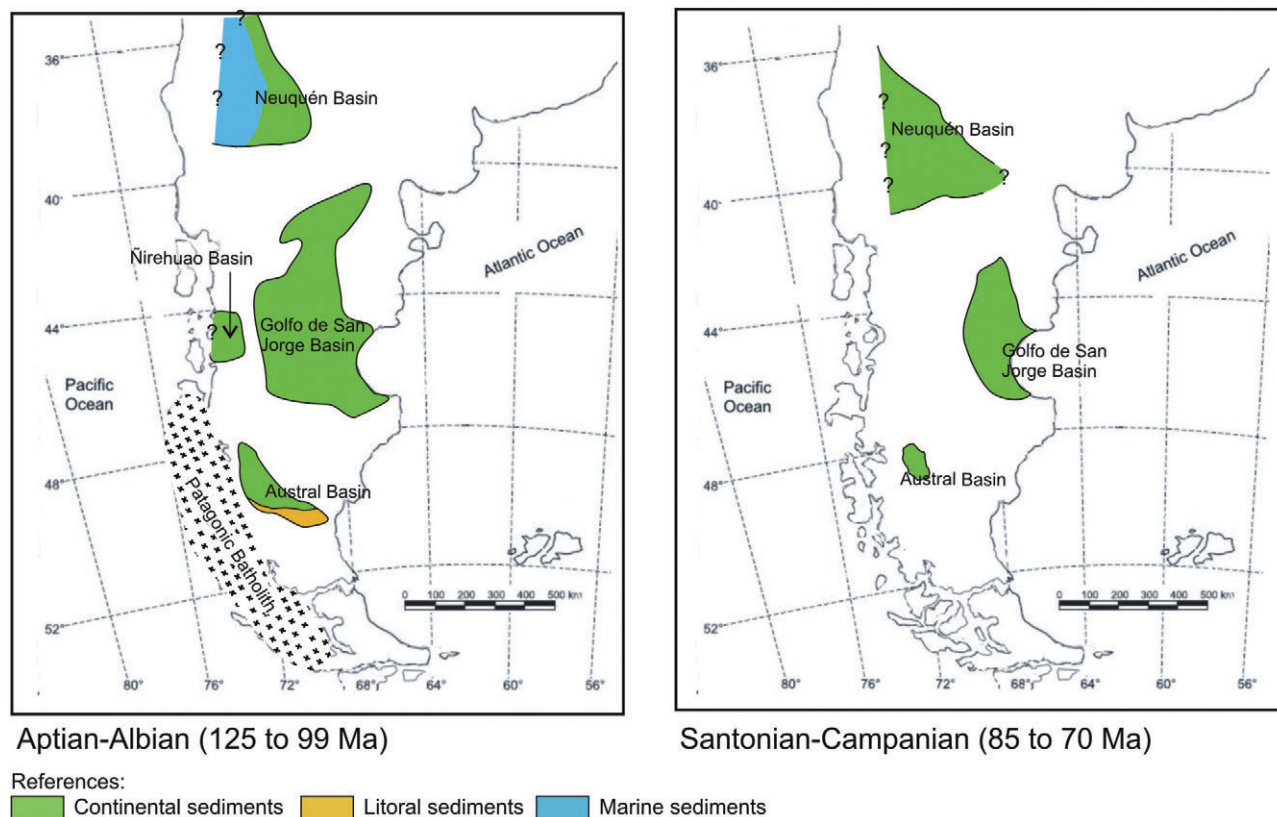 ?
36°
?
?
Neuquén Basin
40°
Ñirehuao Basin
Atlantic Ocean
44°
?
Golfo de San
Jorge Basin
Pacific
Ocean
48°
Austral Basin
Patagonic Batholith
0 100 200 300 400 500 km
52°
80°
76°
72°
68°
64°
60°
56°
Aptian-Albian (125 to 99 Ma)
36°
?
Neuquén Basin
?
?
?
40°
Atlantic Ocean
44°
Golfo de San
Jorge Basin
Pacific
Ocean
48°
Austral Basin
0 100 200 300 400 500 km
52°
80°
76°
72°
68°
64°
60°
56°
Santonian-Campanian (85 to 70 Ma)
References:
Continental sediments
Litoral sediments
Marine sediments